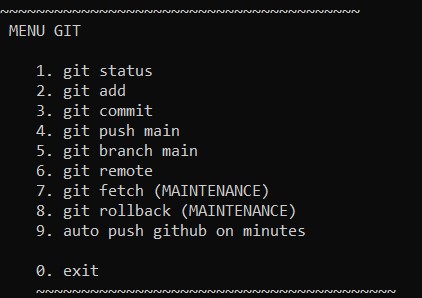 ~~~~~~~~~~~~~~~~~~~~~~~~~~~~~~~~~~~~~~~~
MENU GIT
1. git status
2. git add
3. git commit
4. git push main
5. git branch main
6. git remote
7. git fetch (MAINTENANCE)
8. git rollback (MAINTENANCE)
9. auto push github on minutes
0. exit
~~~~~~~~~~~~~~~~~~~~~~~~~~~~~~~~~~~~~~~~